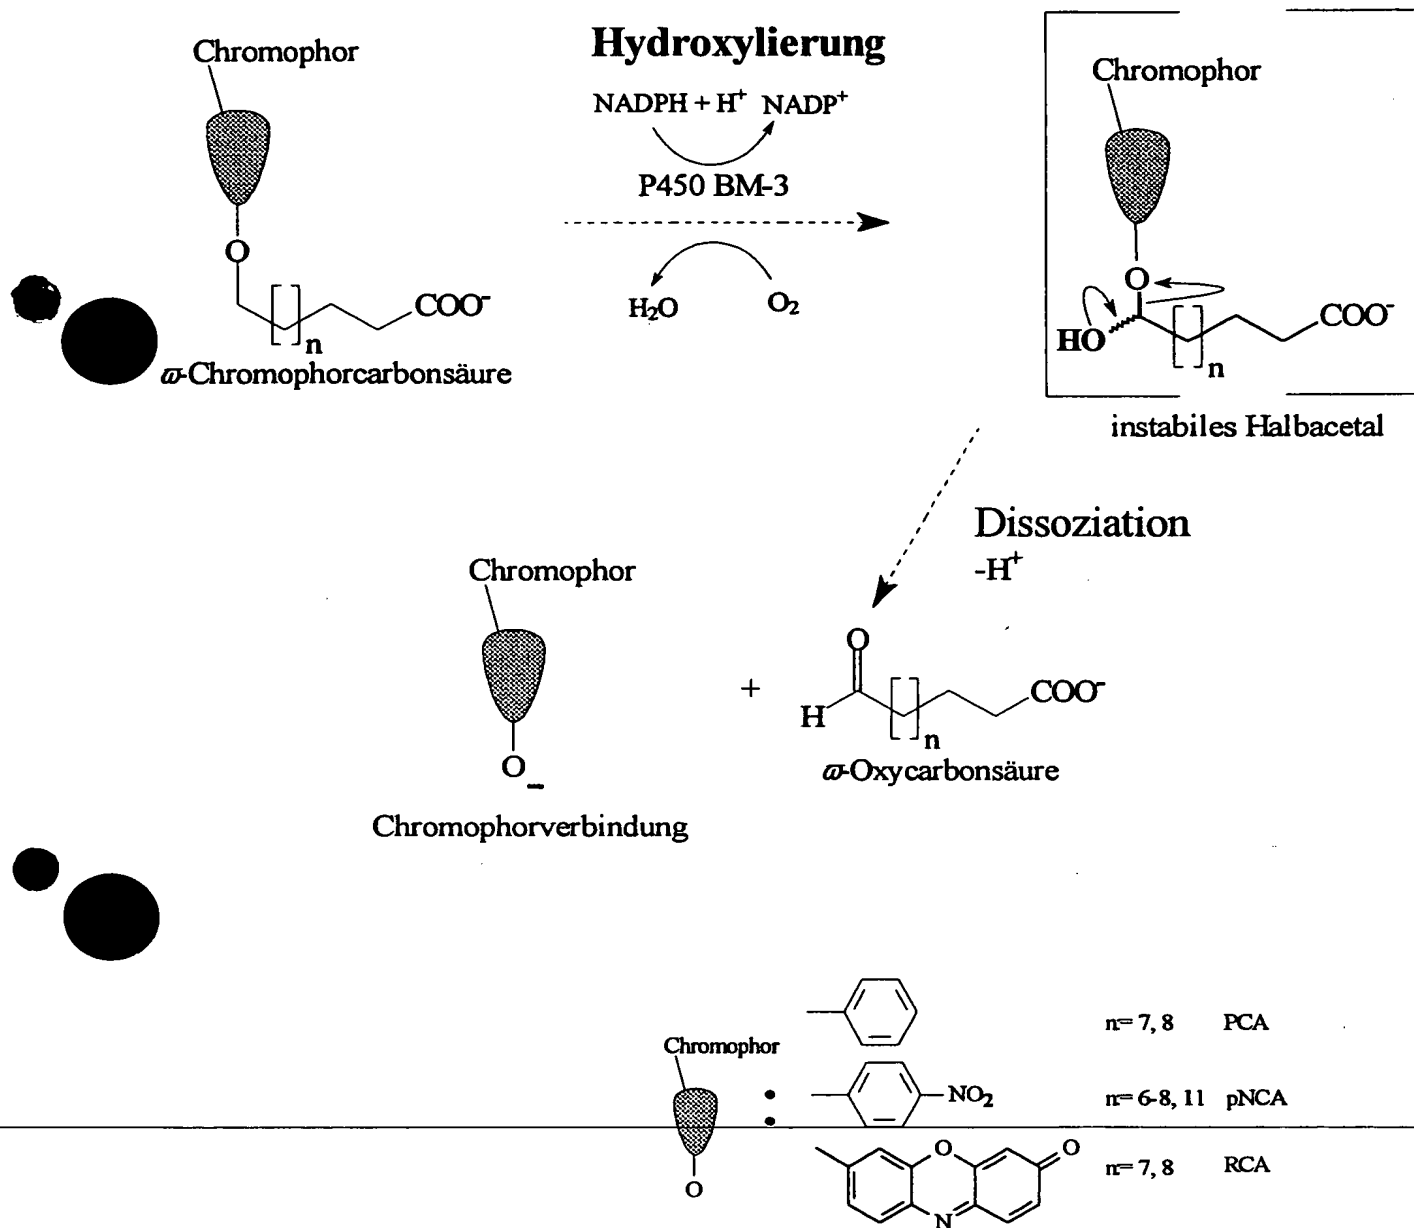 Chromophor
Hydroxylierung
NADPH + H⁺ NADP⁺
P450 BM-3
H₂O
O₂
O
COO⁻
n
ϖ-Chromophorcarbonsäure
Chromophor
O
HO
COO⁻
n
instabiles Halbacetal
Dissoziation
-H⁺
Chromophor
O
–
Chromophorverbindung
+
O
H
COO⁻
n
ϖ-Oxycarbonsäure
Chromophor
O
:
n= 7, 8 PCA
NO₂
n= 6-8, 11 pNCA
O
O
N
n= 7, 8 RCA